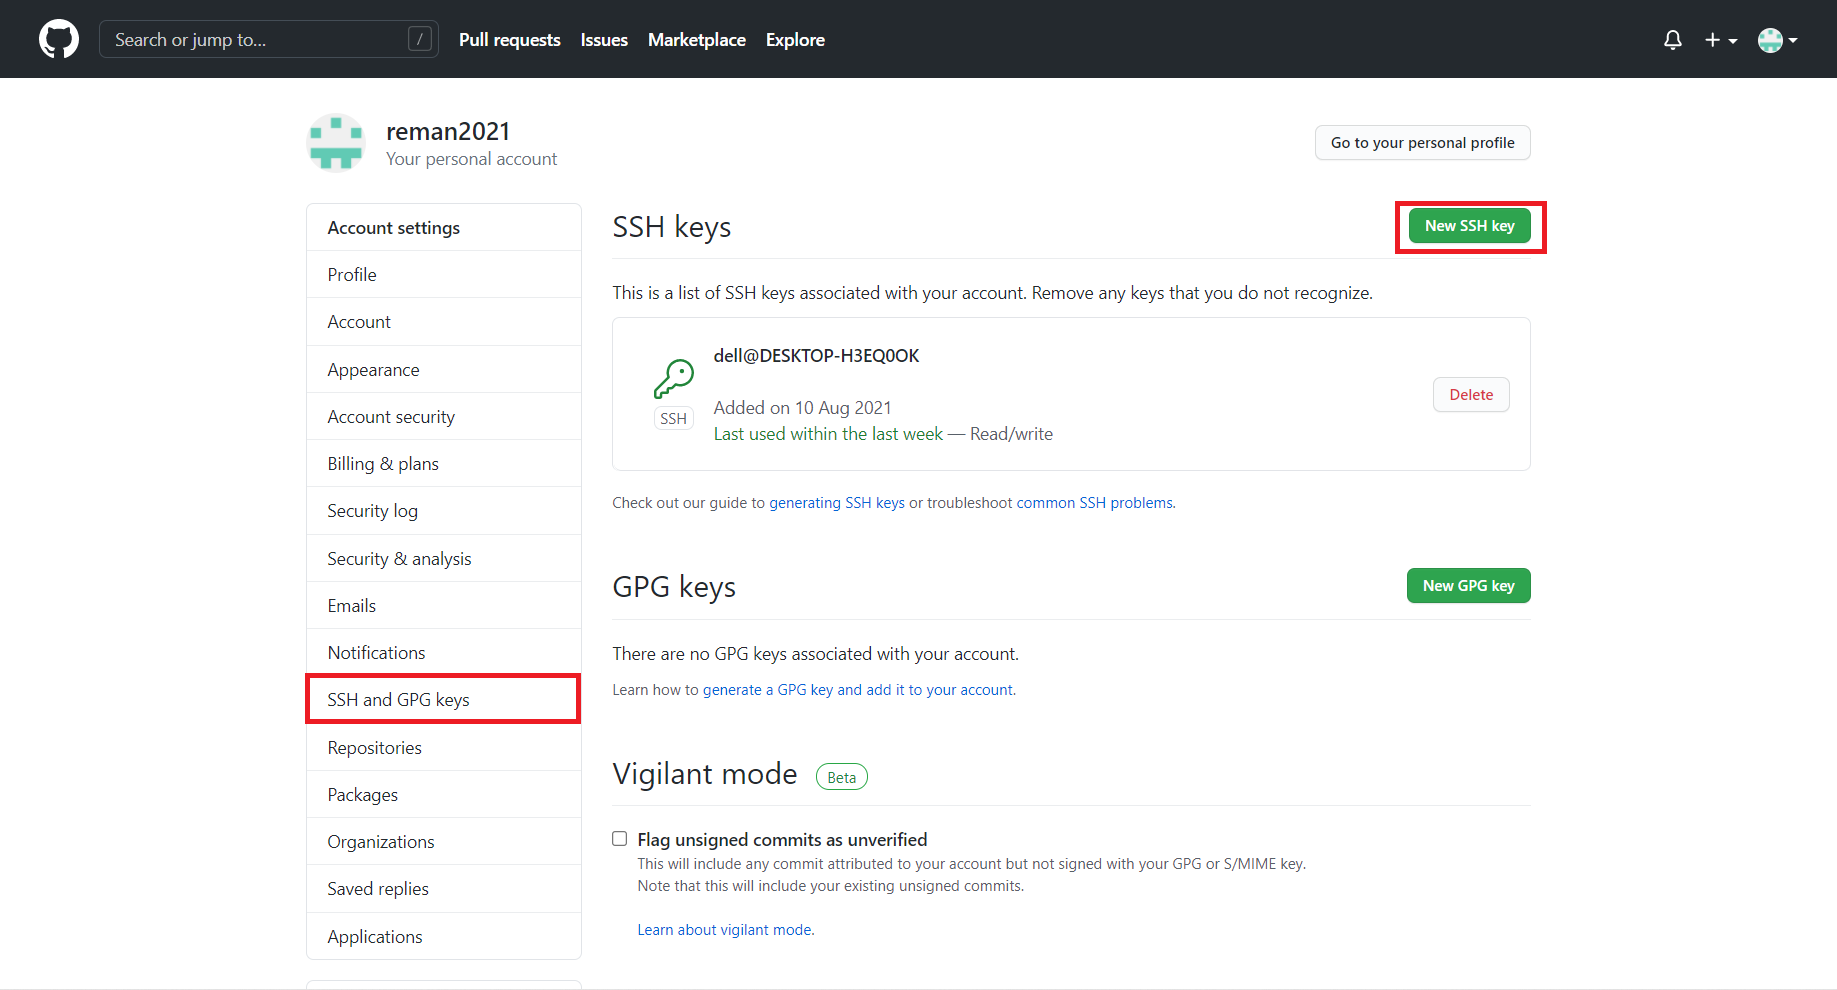 Search or jump to...
/
Pull requests
Issues
Marketplace
Explore
reman2021
Your personal account
Go to your personal profile
Account settings
Profile
Account
Appearance
Account security
Billing & plans
Security log
Security & analysis
Emails
Notifications
SSH and GPG keys
Repositories
Packages
Organizations
Saved replies
Applications
SSH keys
New SSH key
This is a list of SSH keys associated with your account. Remove any keys that you do not recognize.
dell@DESKTOP-H3EQ0OK
SSH
Added on 10 Aug 2021
Last used within the last week — Read/write
Delete
Check out our guide to generating SSH keys or troubleshoot common SSH problems.
GPG keys
New GPG key
There are no GPG keys associated with your account.
Learn how to generate a GPG key and add it to your account.
Vigilant mode
Beta
Flag unsigned commits as unverified
This will include any commit attributed to your account but not signed with your GPG or S/MIME key.
Note that this will include your existing unsigned commits.
Learn about vigilant mode.